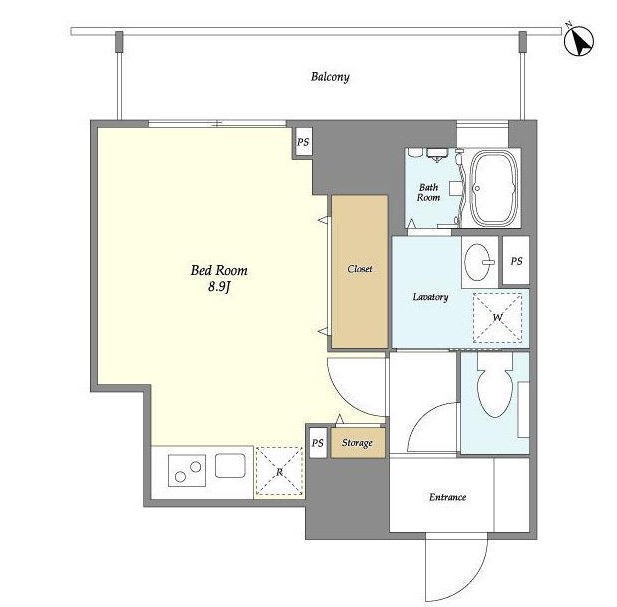 N
Balcony
PS
Bath
Room
Bed Room
8.9J
Closet
PS
Lavatory
W
PS
Storage
R
Entrance